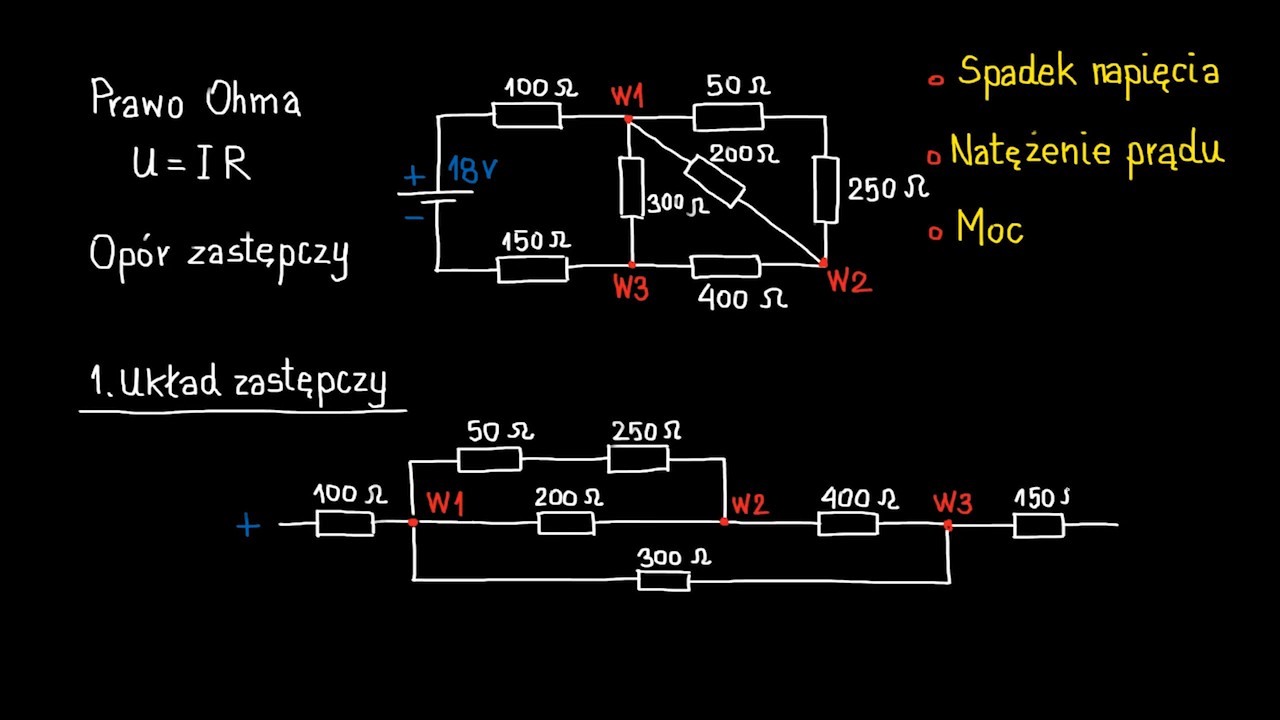 Prawo Ohma
U = I R
Opór zastępczy
100 Ω
W1
50 Ω
200 Ω
250 Ω
+
18V
-
300 Ω
150 Ω
W3
400 Ω
W2
▫ Spadek napięcia
▫ Natężenie prądu
▫ Moc
1. Układ zastępczy
50 Ω
250 Ω
100 Ω
W1
200 Ω
W2
400 Ω
W3
150
+
300 Ω